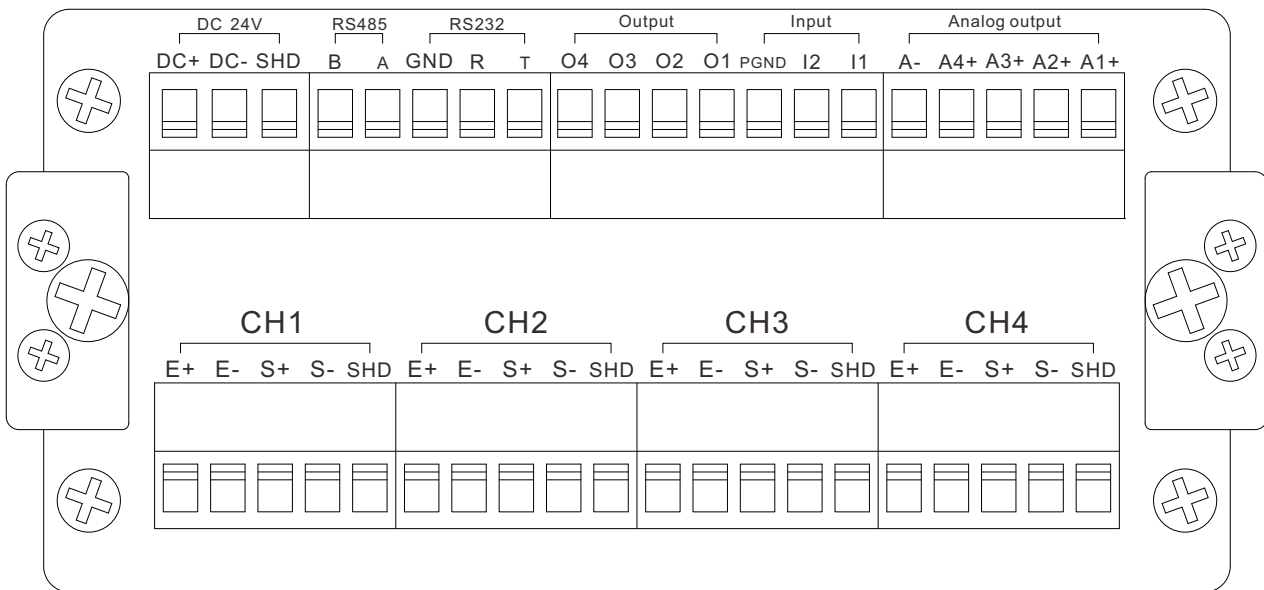 DC 24V RS485 RS232 Output Input Analog output
DC+ DC- SHD B A GND R T O4 O3 O2 O1 PGND I2 I1 A- A4+ A3+ A2+ A1+
CH1 CH2 CH3 CH4
E+ E- S+ S- SHD E+ E- S+ S- SHD E+ E- S+ S- SHD E+ E- S+ S- SHD